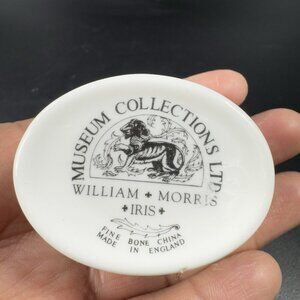 MUSEUM COLLECTIONS LTD
WILLIAM + MORRIS
+ IRIS +
FINE BONE CHINA
MADE IN ENGLAND